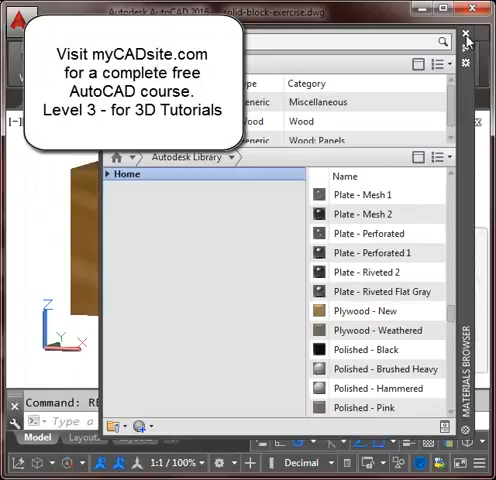 Autodesk AutoCAD 2016 solid-block-exercise.dwg
Visit myCADsite.com
for a complete free
AutoCAD course.
Level 3 - for 3D Tutorials
Category
Miscellaneous
Wood
Wood: Panels
Autodesk Library
Home
Name
Plate - Mesh 1
Plate - Mesh 2
Plate - Perforated
Plate - Perforated 1
Plate - Riveted 2
Plate - Riveted Flat Gray
Plywood - New
Plywood - Weathered
Polished - Black
Polished - Brushed Heavy
Polished - Hammered
Polished - Pink
MATERIALS BROWSER
Z
Y
X
Command:
Type a
Model
1:1 / 100%
Decimal